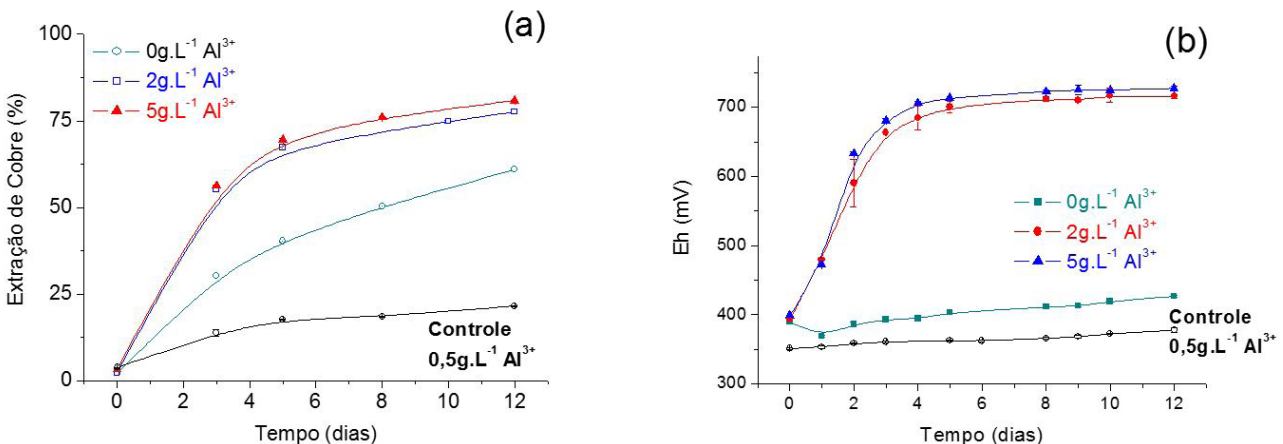 (a)
0g.L⁻¹ Al³⁺
2g.L⁻¹ Al³⁺
5g.L⁻¹ Al³⁺
Extração de Cobre (%)
100
75
50
25
0
Controle
0,5g.L⁻¹ Al³⁺
0 2 4 6 8 10 12
Tempo (dias)
(b)
Eh (mV)
700
600
500
400
300
0g.L⁻¹ Al³⁺
2g.L⁻¹ Al³⁺
5g.L⁻¹ Al³⁺
Controle
0,5g.L⁻¹ Al³⁺
0 2 4 6 8 10 12
Tempo (dias)